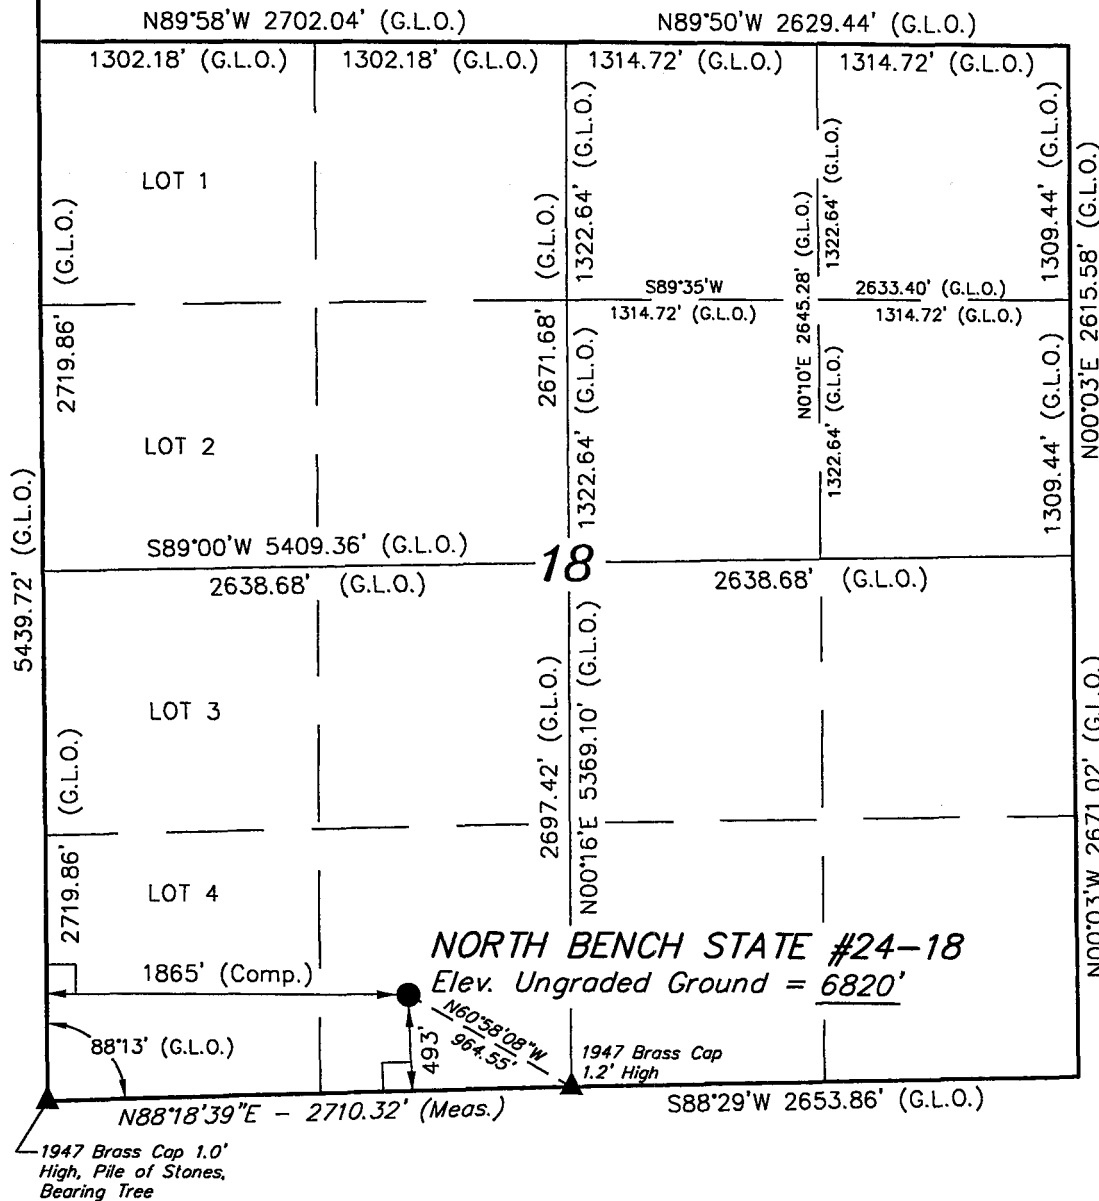 N89°58'W 2702.04' (G.L.O.)
N89°50'W 2629.44' (G.L.O.)
1302.18' (G.L.O.)
1302.18' (G.L.O.)
1314.72' (G.L.O.)
1314.72' (G.L.O.)
LOT 1
2719.86' (G.L.O.)
2671.68' (G.L.O.)
1322.64' (G.L.O.)
1322.64' (G.L.O.)
1309.44' (G.L.O.)
N00°03'E 2615.58' (G.L.O.)
S89°35'W
2633.40' (G.L.O.)
1314.72' (G.L.O.)
1314.72' (G.L.O.)
N0°10'E 2645.28' (G.L.O.)
LOT 2
1322.64' (G.L.O.)
1322.64' (G.L.O.)
1309.44' (G.L.O.)
5439.72' (G.L.O.)
S89°00'W 5409.36' (G.L.O.)
18
2638.68' (G.L.O.)
2638.68' (G.L.O.)
LOT 3
2719.86' (G.L.O.)
2697.42' (G.L.O.)
N00°16'E 5369.10' (G.L.O.)
N00°03'W 2671.02' (G.L.O.)
LOT 4
NORTH BENCH STATE #24-18
Elev. Ungraded Ground = 6820'
1865' (Comp.)
N60°58'08"W
964.55'
493'
88°13' (G.L.O.)
1947 Brass Cap
1.2' High
N88°18'39"E - 2710.32' (Meas.)
S88°29'W 2653.86' (G.L.O.)
1947 Brass Cap 1.0'
High, Pile of Stones,
Bearing Tree